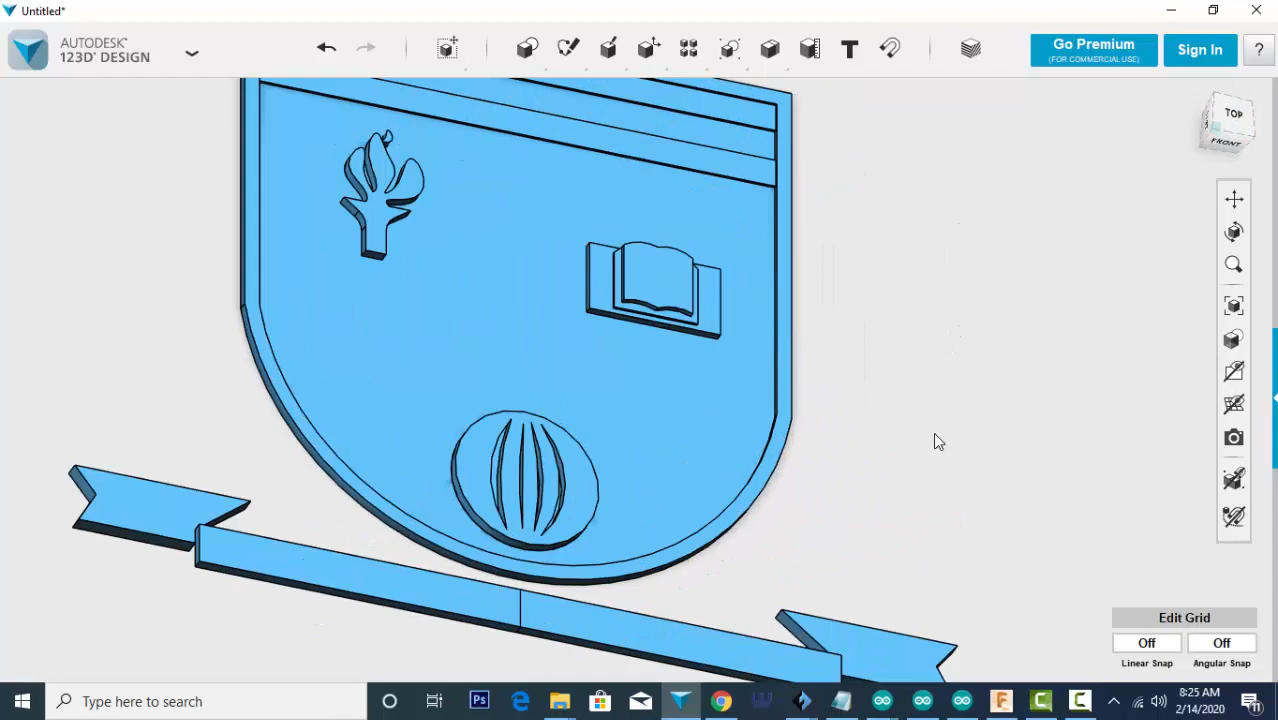 Untitled*
AUTODESK®
123D® DESIGN
Go Premium
(FOR COMMERCIAL USE)
Sign In
?
TOP
FRONT
Edit Grid
Off
Off
Linear Snap
Angular Snap
Type here to search
Ps
8:25 AM
2/14/2020
11